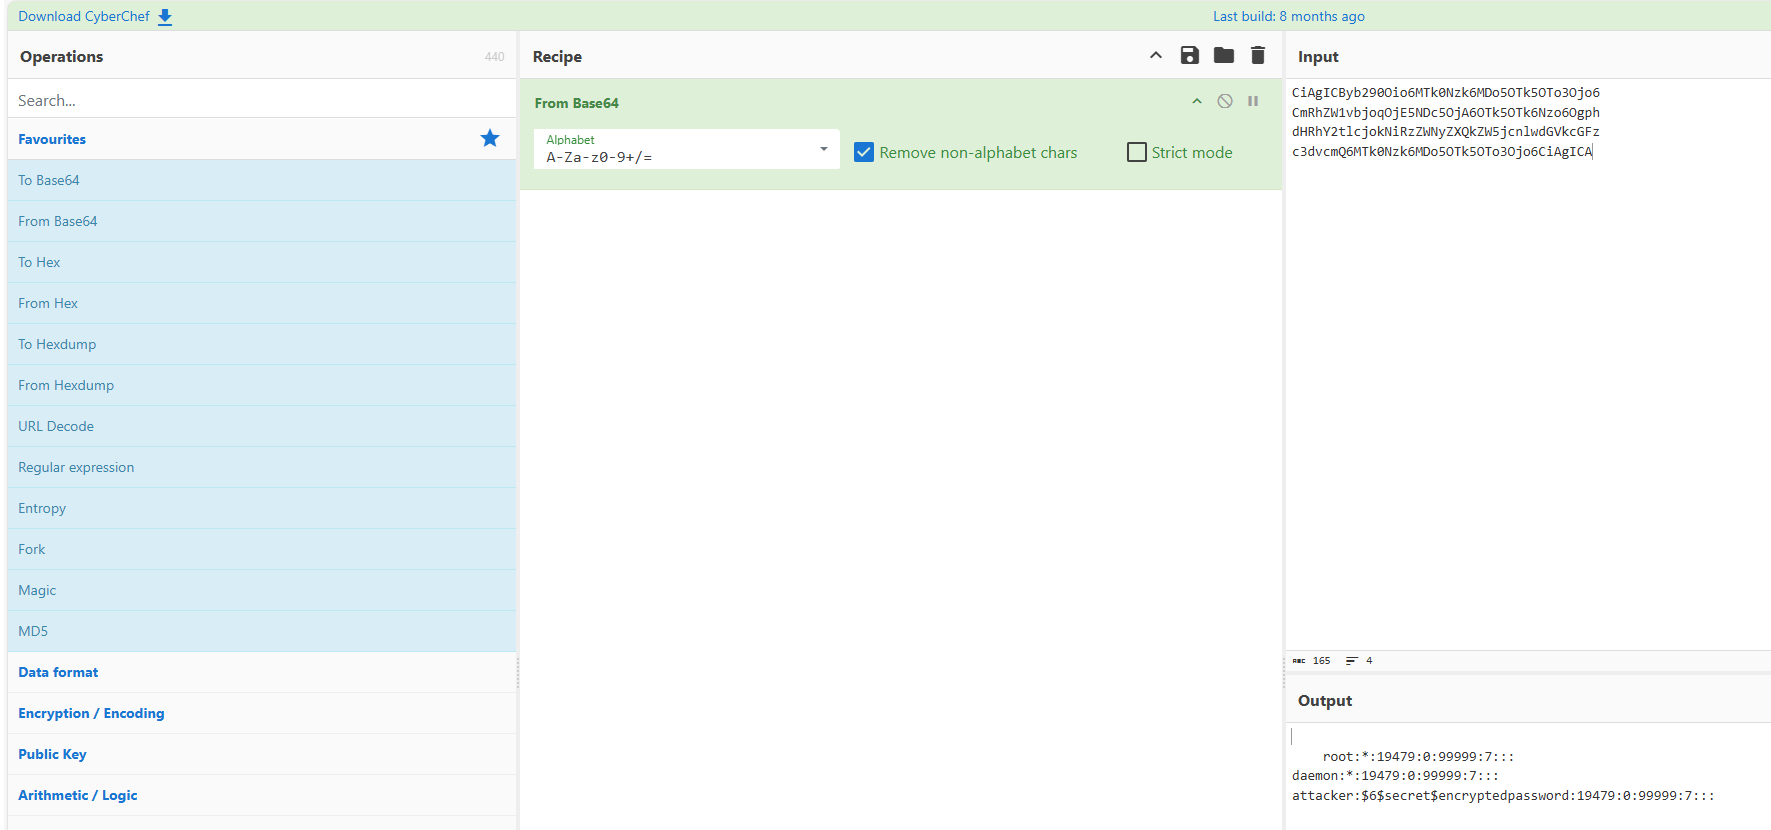 Download CyberChef
Last build: 8 months ago
Operations
440
Search...
Favourites
To Base64
From Base64
To Hex
From Hex
To Hexdump
From Hexdump
URL Decode
Regular expression
Entropy
Fork
Magic
MD5
Data format
Encryption / Encoding
Public Key
Arithmetic / Logic
Recipe
From Base64
Alphabet
A-Za-z0-9+/=
Remove non-alphabet chars
Strict mode
Input
CiAgICByb290Oio6MTk0Nzk6MDo5OTk5OTo3Ojo6
CmRhZW1vbjoqOjE5NDc5OjA6OTk5OTk6Nzo6Ogph
dHRhY2tlcjokNiRzZWNyZXQkZW5jcnlwdGVkcGFz
c3dvcmQ6MTk0Nzk6MDo5OTk5OTo3Ojo6CiAgICA
ABC 165 4
Output
root:*:19479:0:99999:7:::
daemon:*:19479:0:99999:7:::
attacker:$6$secret$encryptedpassword:19479:0:99999:7:::